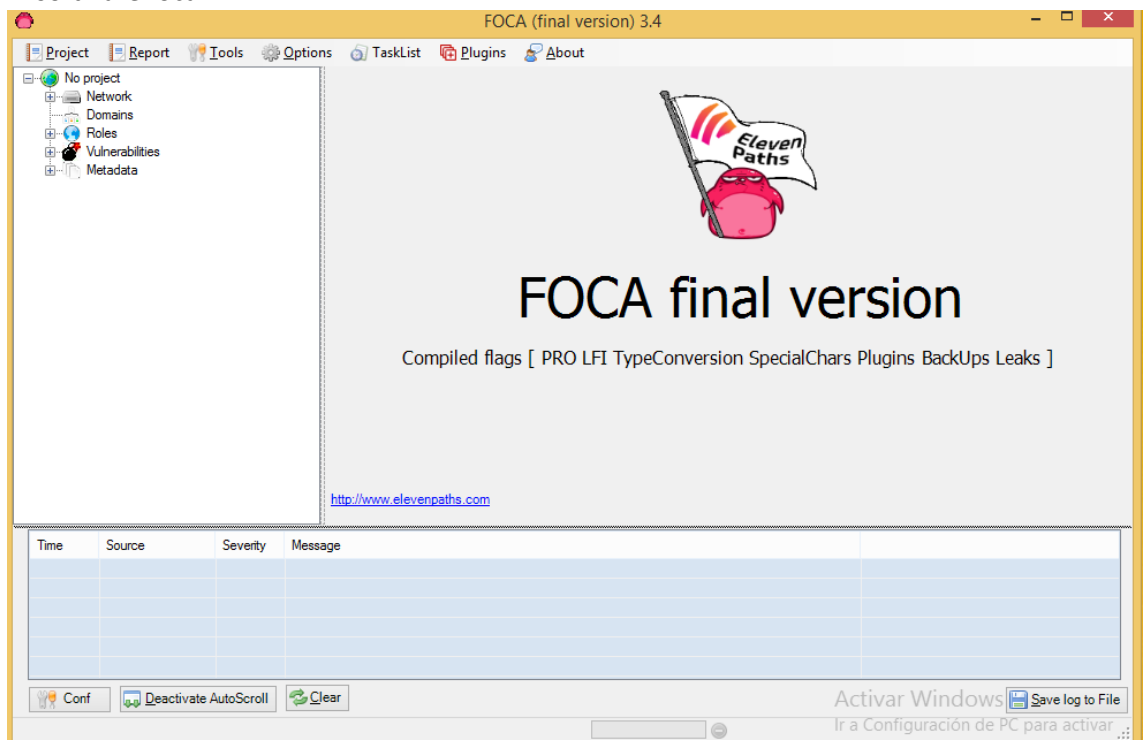 FOCA (final version) 3.4
Project Report Tools Options TaskList Plugins About
No project
Network
Domains
Roles
Vulnerabilities
Metadata
Eleven
Paths
FOCA final version
Compiled flags [ PRO LFI TypeConversion SpecialChars Plugins BackUps Leaks ]
http://www.elevenpaths.com
Time Source Severity Message
Conf Deactivate AutoScroll Clear Activar Windows Save log to File
Ir a Configuración de PC para activar